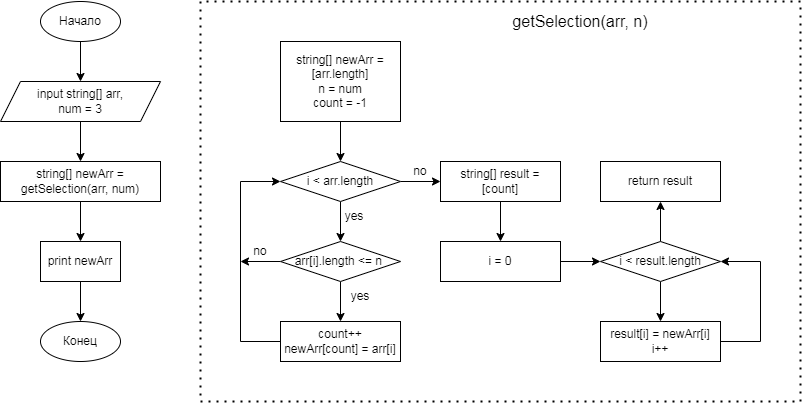 Начало
input string[] arr,
num = 3
string[] newArr =
getSelection(arr, num)
print newArr
Конец
getSelection(arr, n)
string[] newArr =
[arr.length]
n = num
count = -1
i < arr.length
no
yes
arr[i].length <= n
no
yes
count++
newArr[count] = arr[i]
string[] result =
[count]
i = 0
return result
i < result.length
result[i] = newArr[i]
i++